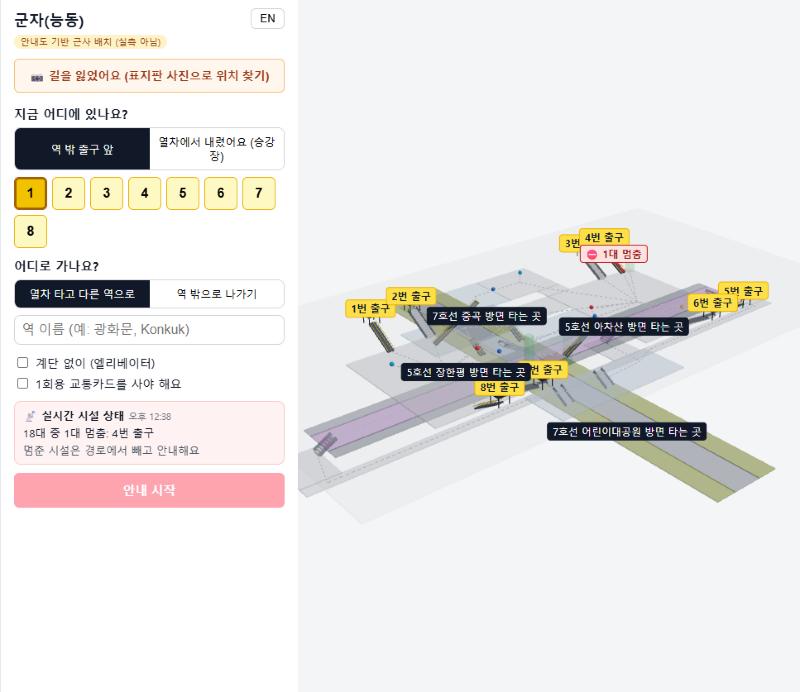 군자(능동)
EN
안내도 기반 근사 배치 (실측 아님)
길을 잃었어요 (표지판 사진으로 위치 찾기)
지금 어디에 있나요?
역 밖 출구 앞
열차에서 내렸어요 (승강
장)
1 2 3 4 5 6 7
8
어디로 가나요?
열차 타고 다른 역으로
역 밖으로 나가기
역 이름 (예: 광화문, Konkuk)
계단 없이 (엘리베이터)
1회용 교통카드를 사야 해요
실시간 시설 상태 오후 12:38
18대 중 1대 멈춤: 4번 출구
멈춘 시설은 경로에서 빼고 안내해요
안내 시작
4번 출구
3번
1대 멈춤
5번 출구
6번 출구
2번 출구
1번 출구
7호선 중곡 방면 타는 곳
5호선 아차산 방면 타는 곳
5호선 장한평 방면 타는 곳
번 출구
8번 출구
7호선 어린이대공원 방면 타는 곳